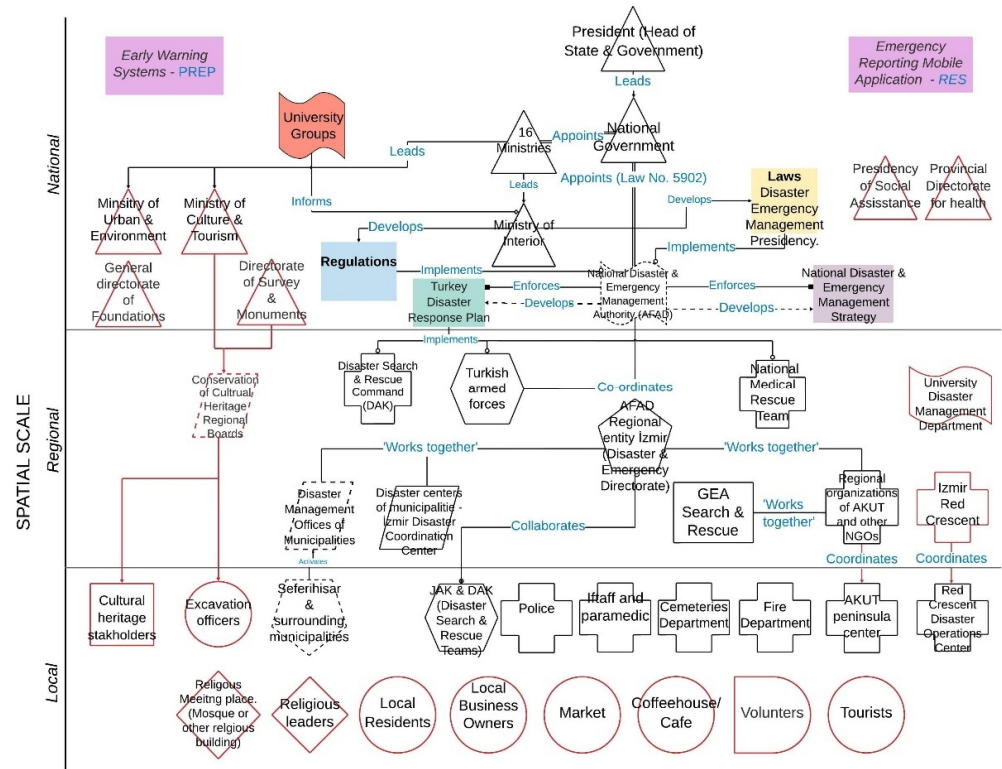 President (Head of
State & Government)
Early Warning
Systems - PREP
Emergency
Reporting Mobile
Application - RES
Leads
University
Groups
16
Ministries
Appoints
National
Government
Leads
Leads
Appoints (Law No. 5902)
Laws
Disaster
Emergency
Management
Presidency.
Presidency
of Social
Assisstance
Provincial
Directorate
for health
National
Minsitry of
Urban &
Environment
Ministry of
Culture &
Tourism
Informs
Develops
Develops
Ministry of
Interior
Implements
Regulations
General
directorate
of
Foundations
Directorate
of Survey &
Monuments
Implements
Turkey
Disaster
Response Plan
Enforces
Develops
National Disaster &
Emergency
Management
Authority (AFAD)
Enforces
Develops
National Disaster &
Emergency
Management
Strategy
SPATIAL SCALE
Regional
Implements
Conservation
of Cultrual
Heritage
Regional
Boards
Disaster Search
& Rescue
Command
(DAK)
Turkish
armed
forces
Co-ordinates
National
Medical
Rescue
Team
University
Disaster
Management
Department
AFAD
Regional
entity İzmir
(Disaster &
Emergency
Directorate)
'Works together'
'Works together'
Disaster
Management
Offices of
Municipalities
Disaster centers
of municipalitie -
Izmir Disaster
Coordination
Center
Collaborates
GEA
Search &
Rescue
'Works
together'
Regional
organizations
of AKUT
and other
NGOs
Izmir
Red
Crescent
Activates
Coordinates
Coordinates
Local
Cultural
heritage
stakholders
Excavation
officers
Seferihisar
&
surrounding
municipalities
JAK & DAK
(Disaster
Search &
Rescue
Teams)
Police
Iftaff and
paramedic
Cemeteries
Department
Fire
Department
AKUT
peninsula
center
Red
Crescent
Disaster
Operations
Center
Religious
Meeitng place.
(Mosque or
other relgious
building)
Religious
leaders
Local
Residents
Local
Business
Owners
Market
Coffeehouse/
Cafe
Volunters
Tourists